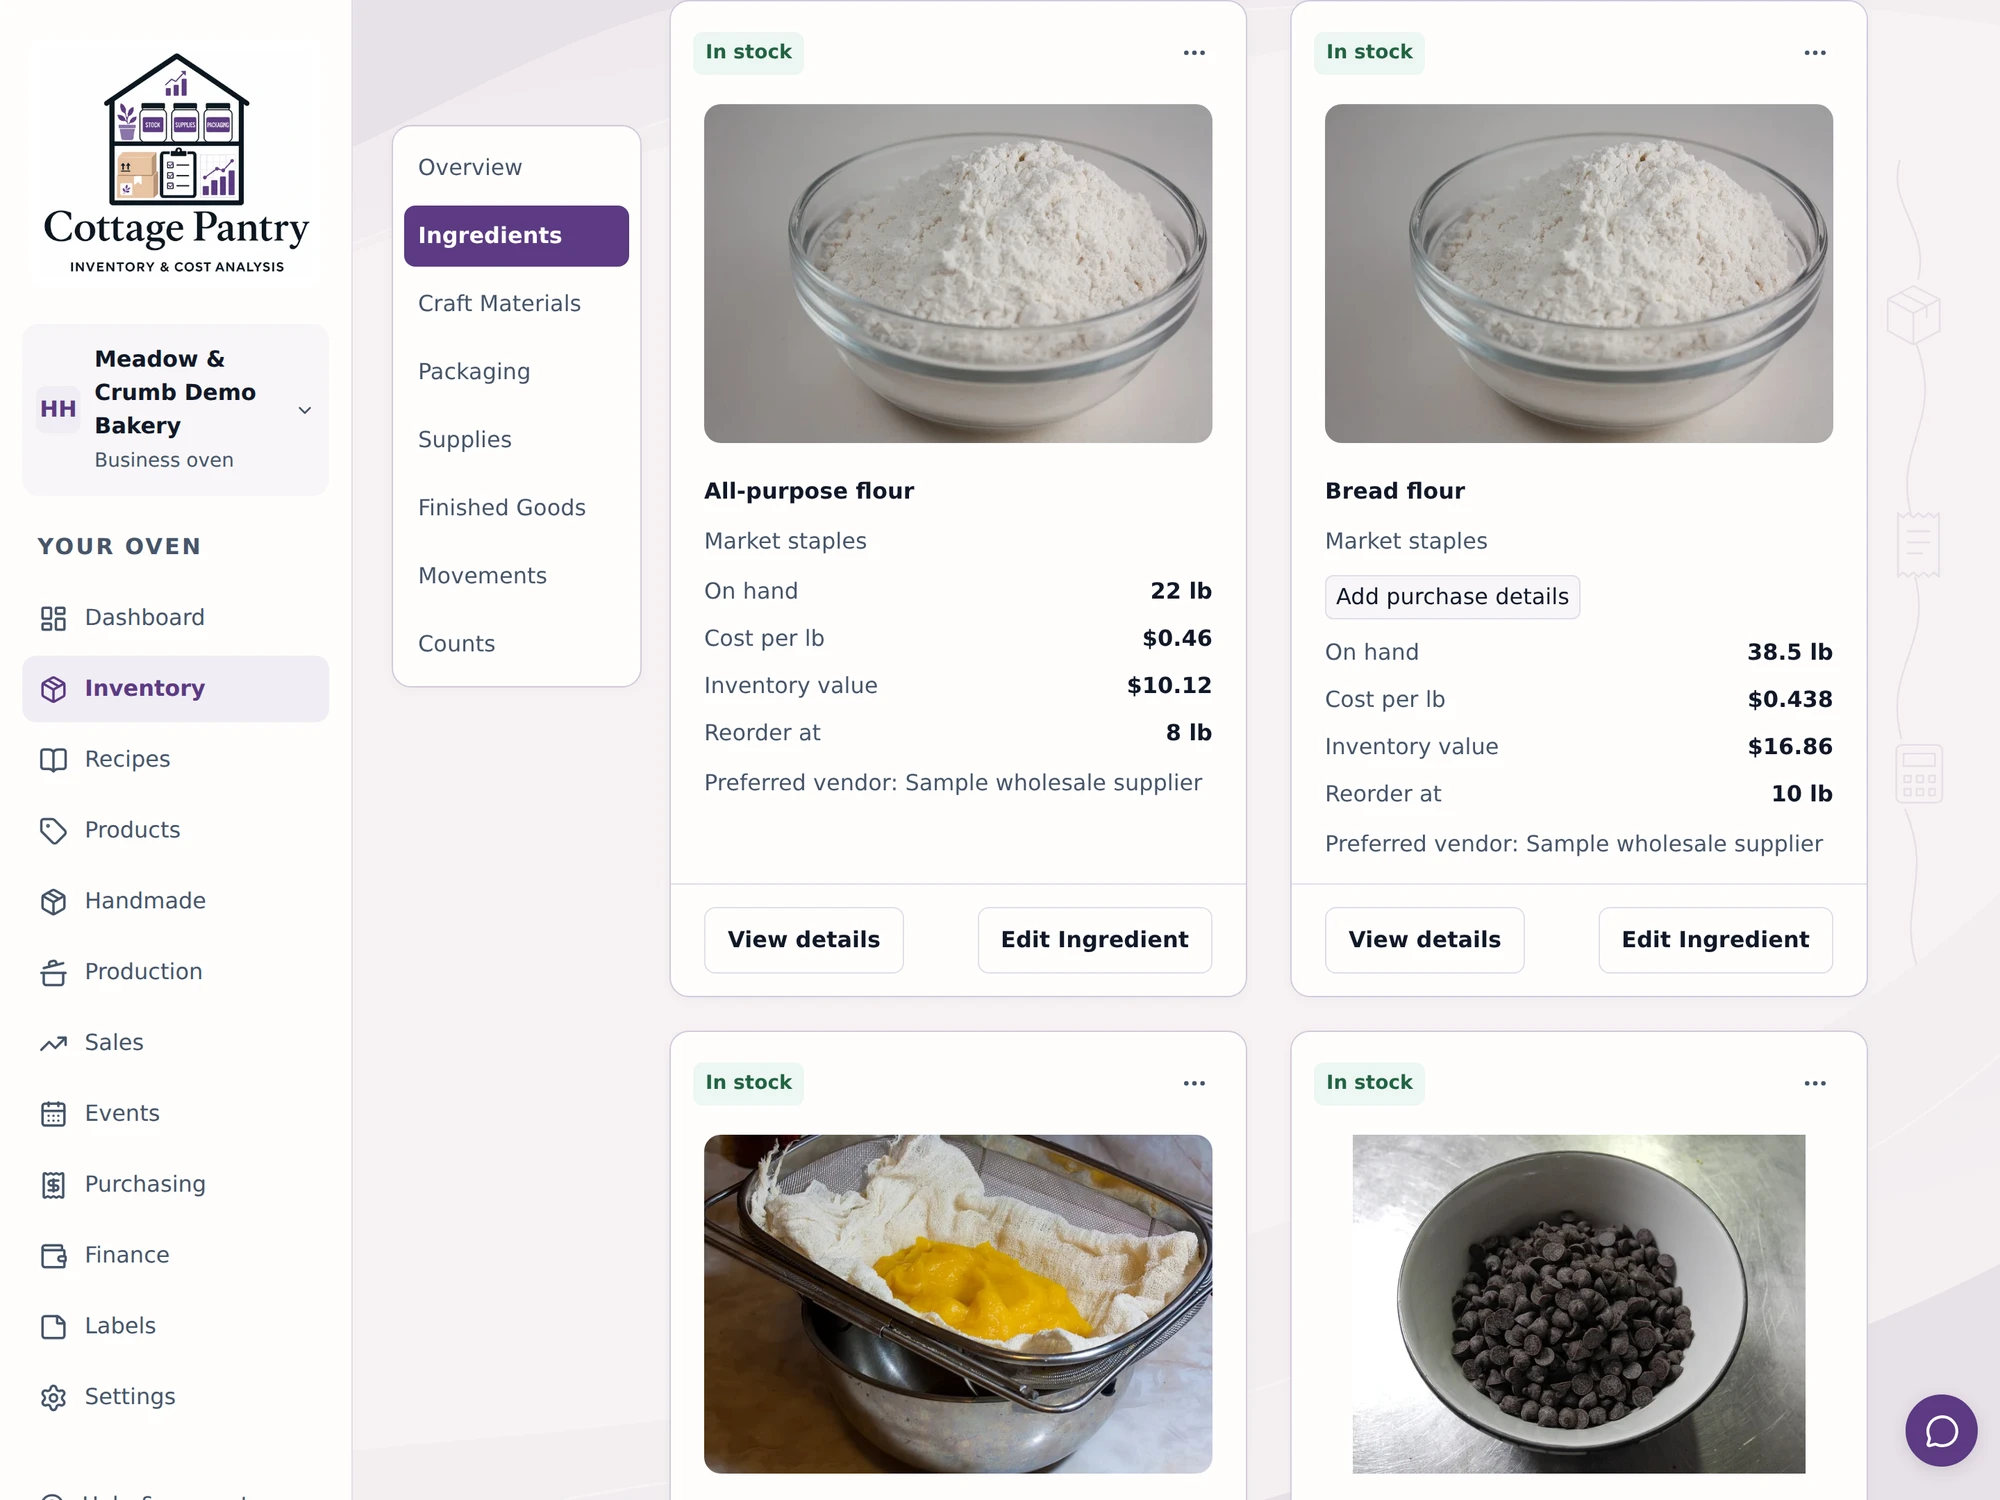 STOCK
SUPPLIES
PACKAGING
Cottage Pantry
INVENTORY & COST ANALYSIS
HH
Meadow &
Crumb Demo
Bakery
Business oven
YOUR OVEN
Dashboard
Inventory
Recipes
Products
Handmade
Production
Sales
Events
Purchasing
Finance
Labels
Settings
Overview
Ingredients
Craft Materials
Packaging
Supplies
Finished Goods
Movements
Counts
In stock
All-purpose flour
Market staples
On hand 22 lb
Cost per lb $0.46
Inventory value $10.12
Reorder at 8 lb
Preferred vendor: Sample wholesale supplier
View details
Edit Ingredient
In stock
Bread flour
Market staples
Add purchase details
On hand 38.5 lb
Cost per lb $0.438
Inventory value $16.86
Reorder at 10 lb
Preferred vendor: Sample wholesale supplier
View details
Edit Ingredient
In stock
In stock